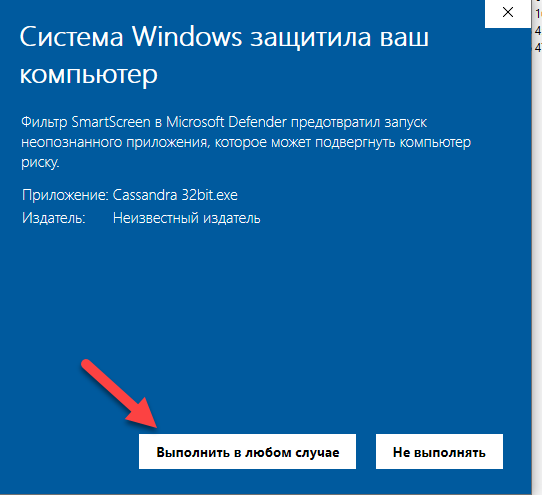 Система Windows защитила ваш
компьютер
Фильтр SmartScreen в Microsoft Defender предотвратил запуск
неопознанного приложения, которое может подвергнуть компьютер
риску.
Приложение: Cassandra 32bit.exe
Издатель: Неизвестный издатель
Выполнить в любом случае
Не выполнять